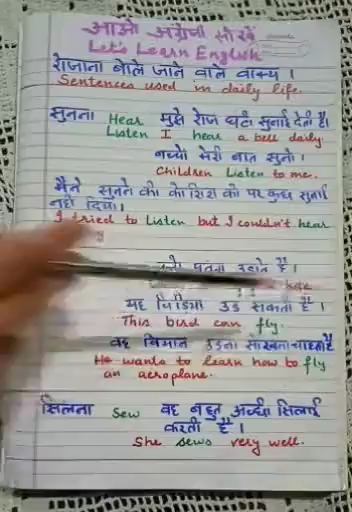 आओ अंग्रेजी सीखें
Let's Learn English
रोजाना बोले जाने वाले वाक्य ।
Sentences used in daily life.
सुनना Hear मुझे रोज घंटी सुनाई देती है।
Listen I hear a bell daily
बच्चों मेरी बात सुनो।
Children Listen to me.
मैंने सुनने की कोशिश की पर कुछ सुनाई
नहीं दिया।
I tried to Listen but I couldn't hear
पतंग उड़ाते हैं।
यह चिड़िया उड़ सकती है।
This bird can fly.
वह विमान उड़ना सीखना चाहता है
He wants to learn how to fly
an aeroplane.
सिलना Sew वह बहुत अच्छी सिलाई
करती है।
She sews very well.